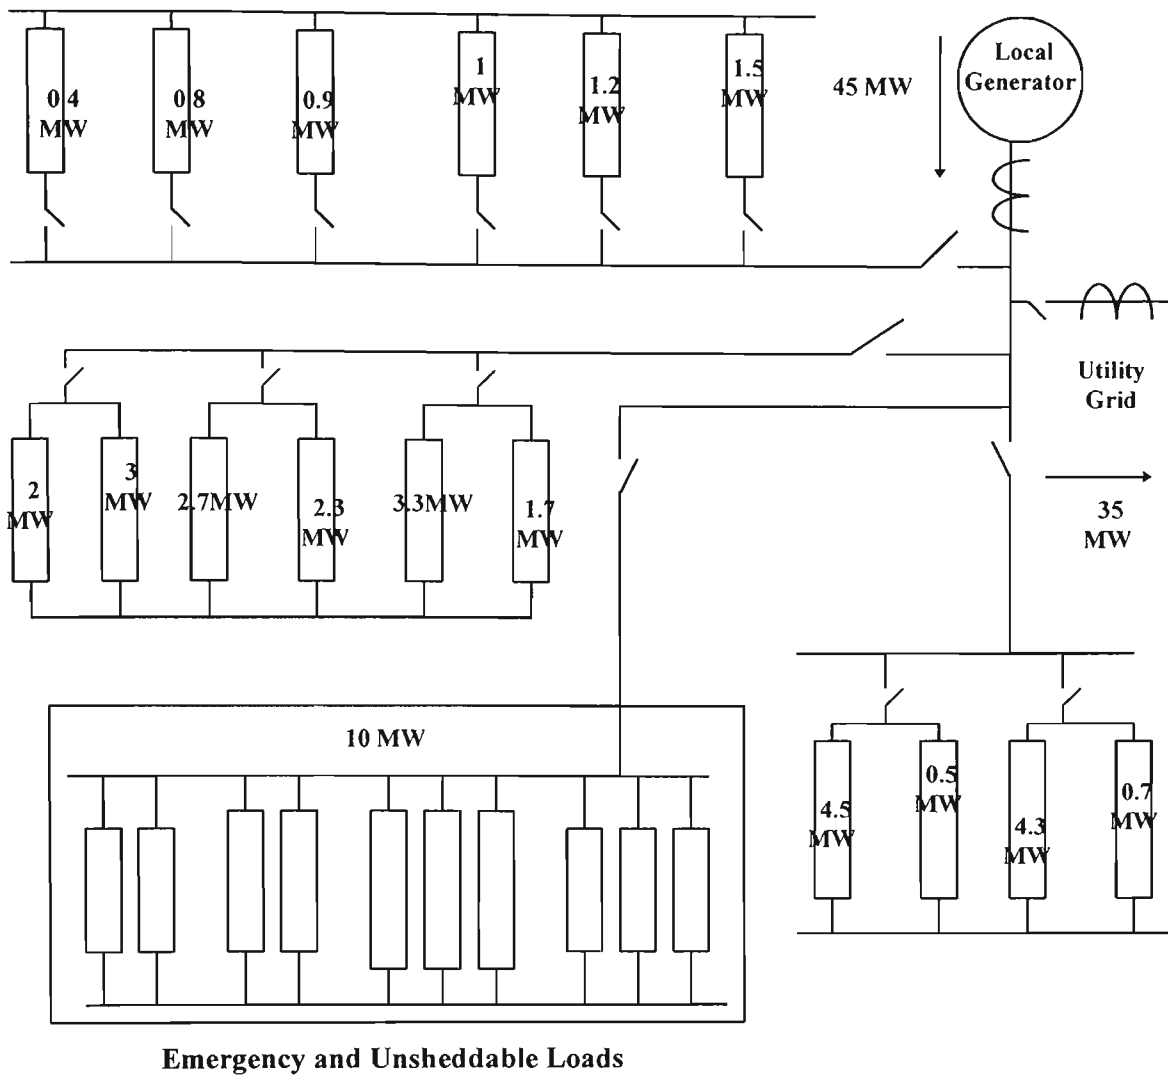 0.4
MW
0.8
MW
0.9
MW
1
MW
1.2
MW
1.5
MW
45 MW
Local
Generator
Utility
Grid
2
MW
3
MW
2.7MW
2.3
MW
3.3MW
1.7
MW
35
MW
10 MW
4.5
MW
0.5
MW
4.3
MW
0.7
MW
Emergency and Unsheddable Loads